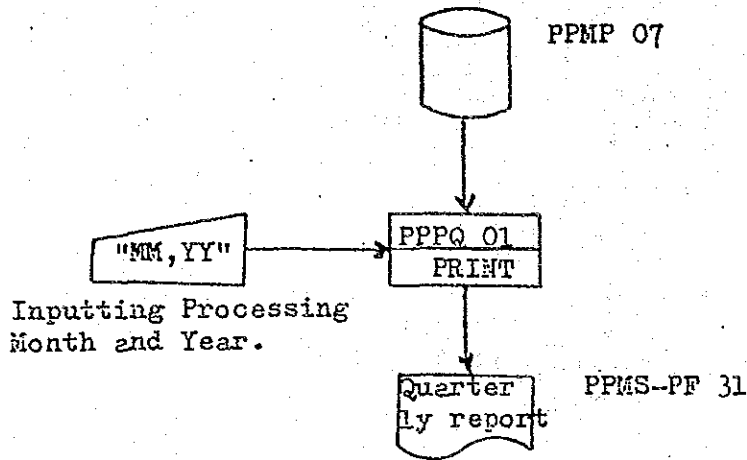 PPMP 07
PPPQ 01
"MM,YY"
PRINT
Inputting Processing
Month and Year.
Quarter
ly report
PPMS-PF 31